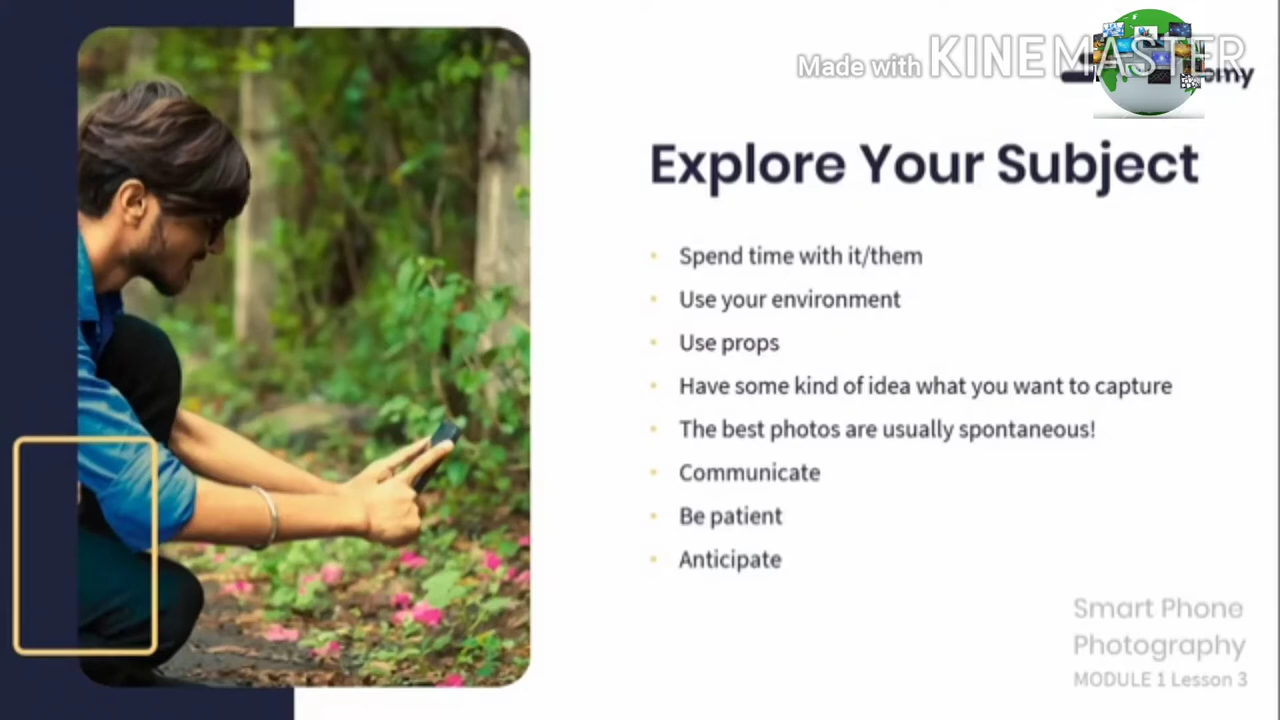 Made with KINEMASTER
Explore Your Subject
• Spend time with it/them
• Use your environment
• Use props
• Have some kind of idea what you want to capture
• The best photos are usually spontaneous!
• Communicate
• Be patient
• Anticipate
Smart Phone
Photography
MODULE 1 Lesson 3